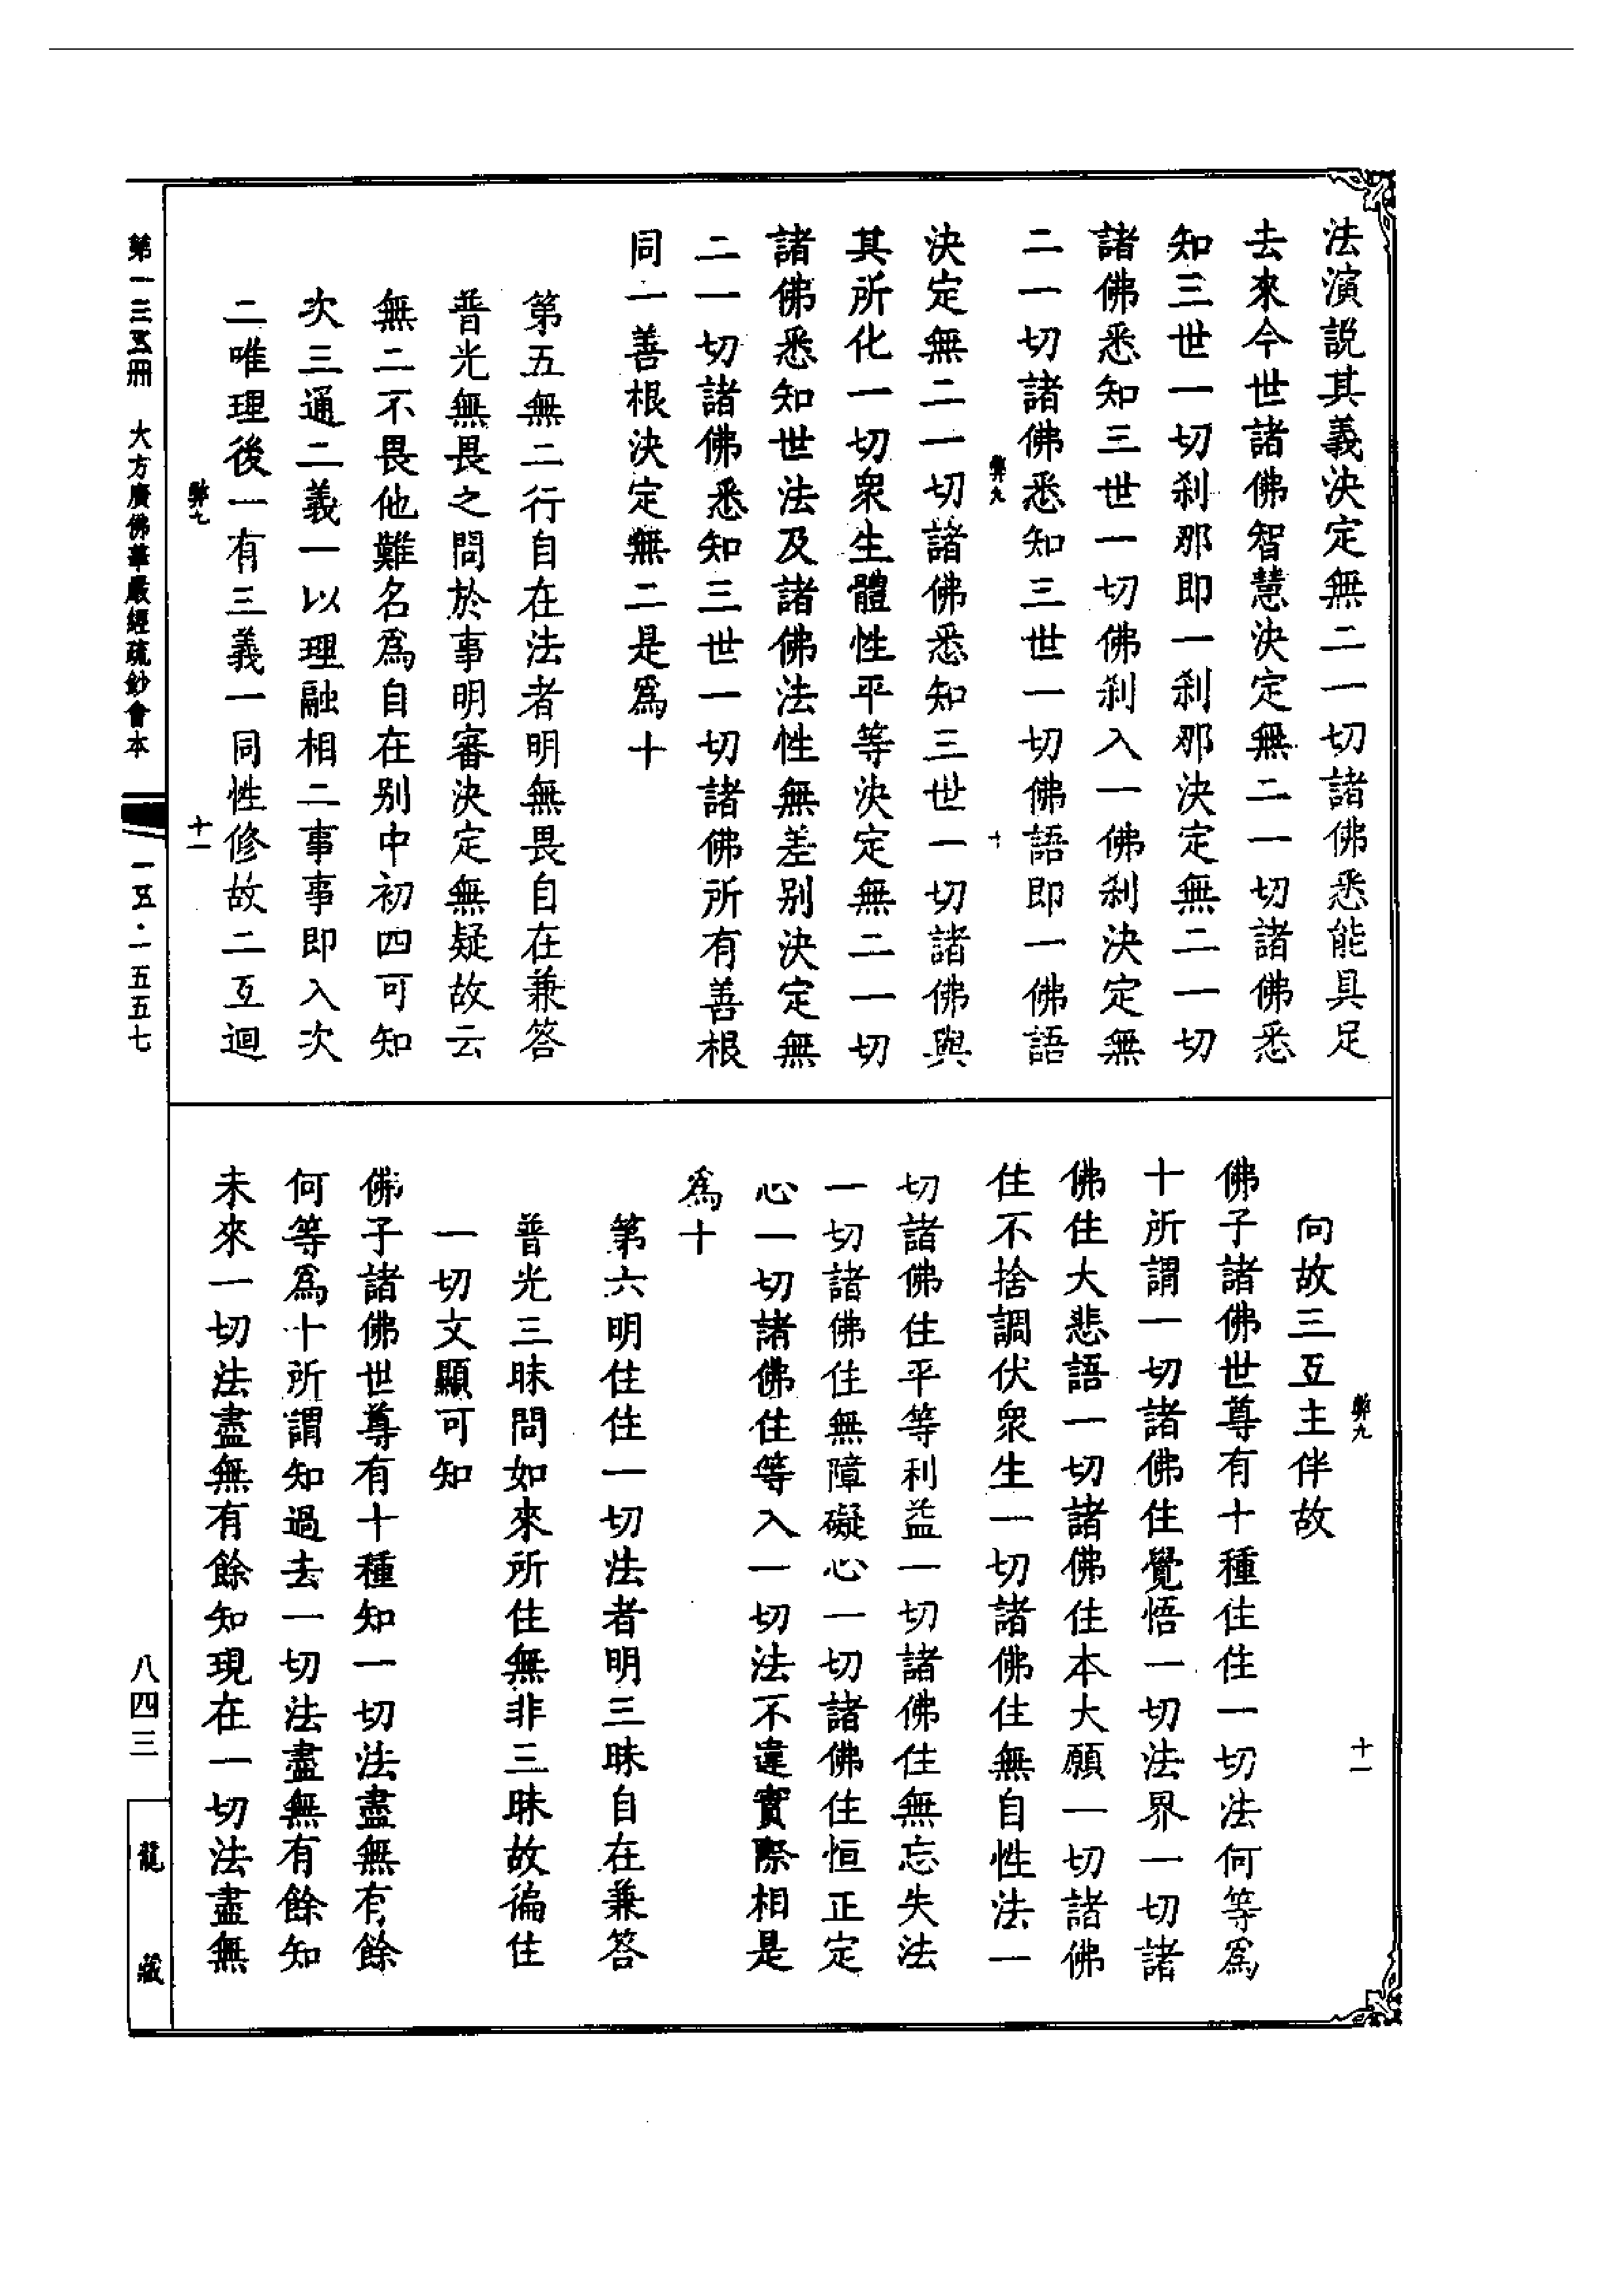 法演説其義決定無二一切諸佛悉能具足
去來今世諸佛智慧決定無二一切諸佛悉
知三世一切刹那即一刹那決定無二一切
諸佛悉知三世一切佛刹入一佛刹決定無
二一切諸佛悉知三世一切佛語即一佛語
弊九
十
決定無二一切諸佛悉知三世一切諸佛與
其所化一切衆生體性平等決定無二一切
諸佛悉知世法及諸佛法性無差别決定無
二一切諸佛悉知三世一切諸佛所有善根
同一善根決定無二是爲十
第五無二行自在法者明無畏自在兼答
普光無畏之問於事明審決定無疑故云
無二不畏他難名爲自在别中初四可知
次三通二義一以理融相二事事即入次
二唯理後一有三義一同性修故二互迴
弊九
十一
弊九
十一
向故三互主伴故
佛子諸佛世尊有十種住住一切法何等爲
十所謂一切諸佛住覺悟一切法界一切諸
佛住大悲語一切諸佛住本大願一切諸佛
住不捨調伏衆生一切諸佛住無自性法一
切諸佛住平等利益一切諸佛住無忘失法
一切諸佛住無障礙心一切諸佛住恒正定
心一切諸佛住等入一切法不違實際相是
爲十
第六明住住一切法者明三昧自在兼答
普光三昧問如來所住無非三昧故徧住
一切文顯可知
佛子諸佛世尊有十種知一切法盡無有餘
何等爲十所謂知過去一切法盡無有餘知
未來一切法盡無有餘知現在一切法盡無
第一三五冊　大方廣佛華嚴經疏鈔會本
一五·一五五七
八四三
龍藏